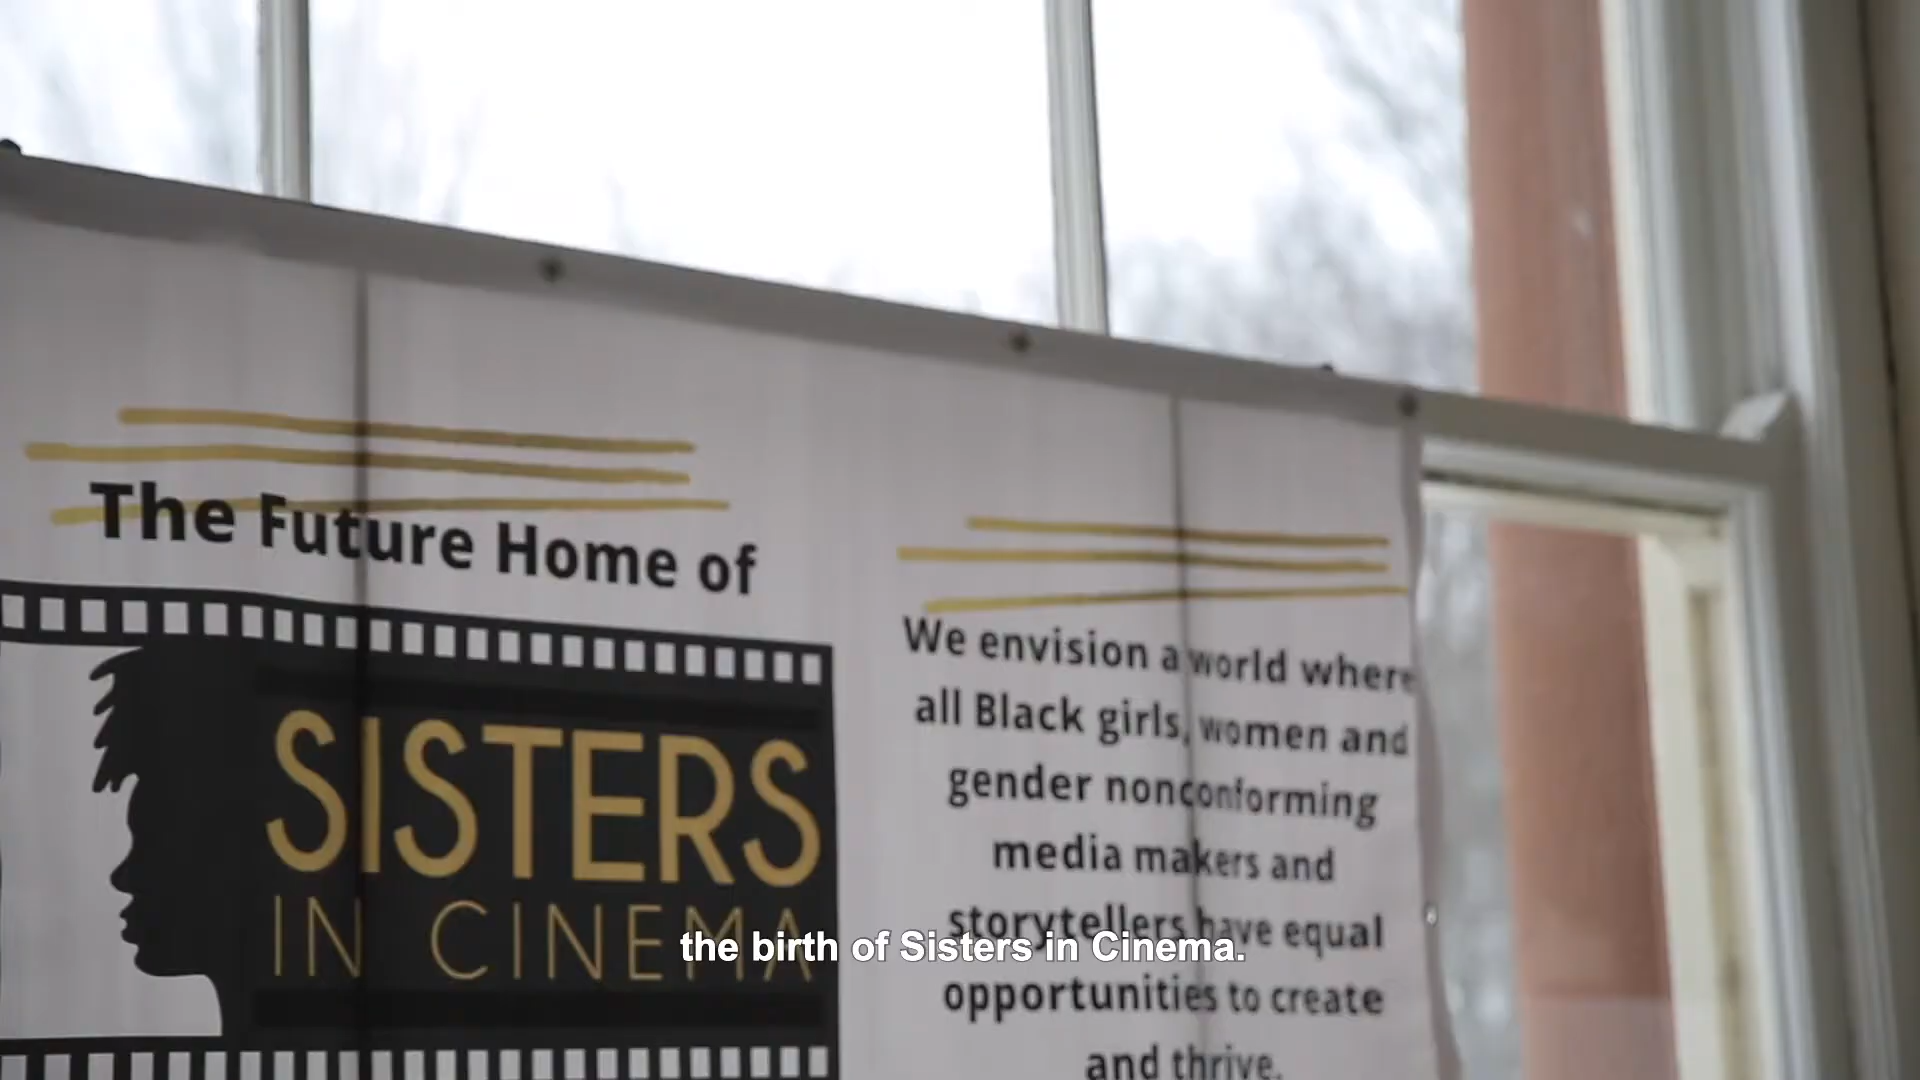 The Future Home of
SISTERS
IN CINEMA
We envision a world where
all Black girls, women and
gender nonconforming
media makers and
storytellers have equal
opportunities to create
and thrive.
the birth of Sisters in Cinema.